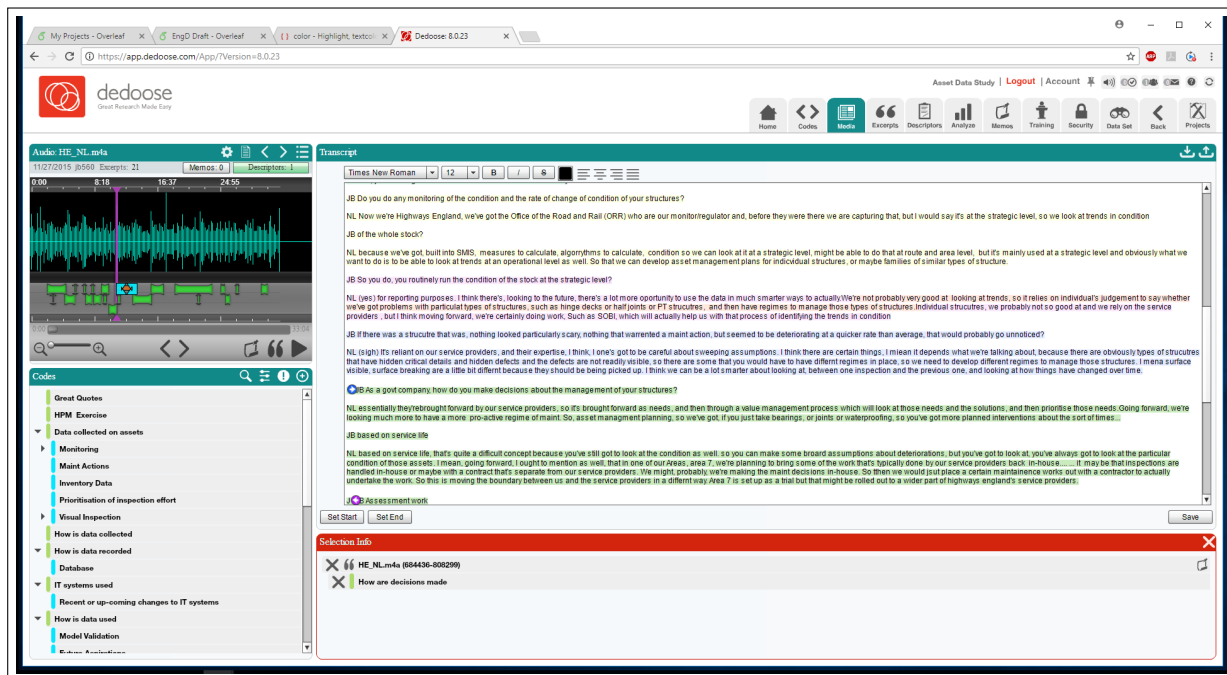 My Projects - Overleaf
EngD Draft - Overleaf
color - Highlight, textcol
Dedoose: 8.0.23
https://app.dedoose.com/App/?Version=8.0.23
dedoose
Great Research Made Easy
Asset Data Study | Logout | Account
Home Codes Media Excerpts Descriptors Analyze Memos Training Security Data Set Back Projects
Audio: HE_NL.m4a
11/27/2015 jb560 Excerpts: 21 Memos: 0 Descriptors: 1
0:00 8:18 16:37 24:55
0:00 33:04
Codes
Great Quotes
HPM Exercise
Data collected on assets
Monitoring
Maint Actions
Inventory Data
Prioritisation of inspection effort
Visual Inspection
How is data collected
How is data recorded
Database
IT systems used
Recent or up-coming changes to IT systems
How is data used
Model Validation
Future Aspirations
Transcript
Times New Roman 12 B I S
JB Do you do any monitoring of the condition and the rate of change of condition of your structures?
NL Now we're Highways England, we've got the Office of the Road and Rail (ORR) who are our monitor/regulator and, before they were there we are capturing that, but I would say it's at the strategic level, so we look at trends in condition
JB of the whole stock?
NL because we've got, built into SMIS, measures to calculate, algorrythms to calculate, condition so we can look at it at a strategic level, might be able to do that at route and area level, but it's mainly used at a strategic level and obviously what we
want to do is to be able to look at trends at an operational level as well. So that we can develop asset management plans for indicvidual structures, or maybe families of similar types of structure.
JB So you do, you routinely run the condition of the stock at the strategic level?
NL (yes) for reporting purposes. I think there's, looking to the future, there's a lot more oportunity to use the data in much smarter ways to actually.We're not probably very good at looking at trends, so it relies on individual's judgement to say whether
we've got problems with particular types of structures, such as hinge decks or half joints or PT strucutres, and then have regimes to manage those types of structures.Individual strucutres, we probably not so good at and we rely on the service
providers , but I think moving forward, we're certainly doing work, Such as SOBI, which will actually help us with that process of identifying the trends in condition
JB If there was a strucutre that was, nothing looked particularly scary, nothing that warrented a maint action, but seemed to be deteriorating at a quicker rate than average, that would probably go unnoticed?
NL (sigh) It's reliant on our service providers, and their expertise, I think, I one's got to be careful about sweeping assumptions. I think there are certain things, I mean it depends what we're talking about, because there are obviously types of strucutres
that have hidden critical details and hidden defects and the defects are not readily visible, so there are some that you would have to have differnt regimes in place, so we need to develop different regimes to manage those structures. I mena surface
visible, surface breaking are a little bit differnt because they should be being picked up. I think we can be a lot smarter about looking at, between one inspection and the previous one, and looking at how things have changed over time.
JB As a govt company, how do you make decisions about the management of your structures?
NL essentially they'rebrought forward by our service providers, so it's brought forward as needs, and then through a value management process which will look at those needs and the solutions, and then prioritise those needs.Going forward, we're
looking much more to have a more pro-active regime of maint: So, asset managment planning, so we've got, if you just take bearings, or joints or waterproofing, so you've got more planned interventions about the sort of times...
JB based on service life
NL based on service life, that's quite a difficult concept because you've still got to look at the condition as well. so you can make some broard assumptions about deteriorations, but you've got to look at, you've always got to look at the particular
condition of those assets. I mean, going forward, I ought to mention as well, that in one of our Areas, area 7, we're planning to bring some of the work that's typically done by our service providers back in-house..... ... It may be that inspections are
handled in-house or maybe with a contract that's separate from our service providers. We might, probably, we're making the maint decisions in-house. So then we would jsut place a certain maintainence works out with a contractor to actually
undertake the work. So this is moving the boundary between us and the service providers in a differnt way.Area 7 is set up as a trial but that might be rolled out to a wider part of highways england's service providers.
JB Assessment work
Set Start Set End Save
Selection Info
HE_NL.m4a (684436-808299)
How are decisions made